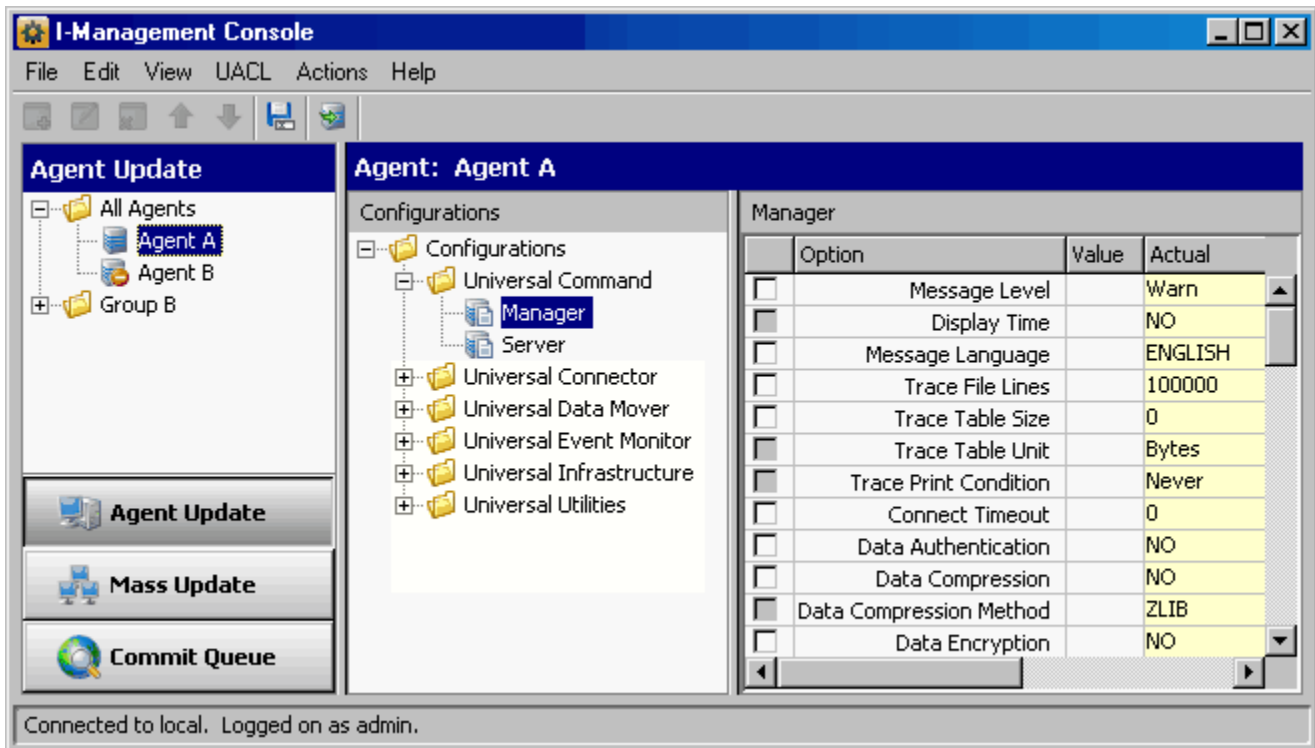 I-Management Console
File Edit View UACL Actions Help
Agent Update
All Agents
Agent A
Agent B
Group B
Agent Update
Mass Update
Commit Queue
Agent: Agent A
Configurations
Configurations
Universal Command
Manager
Server
Universal Connector
Universal Data Mover
Universal Event Monitor
Universal Infrastructure
Universal Utilities
Manager
Option Value Actual
Message Level Warn
Display Time NO
Message Language ENGLISH
Trace File Lines 100000
Trace Table Size 0
Trace Table Unit Bytes
Trace Print Condition Never
Connect Timeout 0
Data Authentication NO
Data Compression NO
Data Compression Method ZLIB
Data Encryption NO
Connected to local. Logged on as admin.